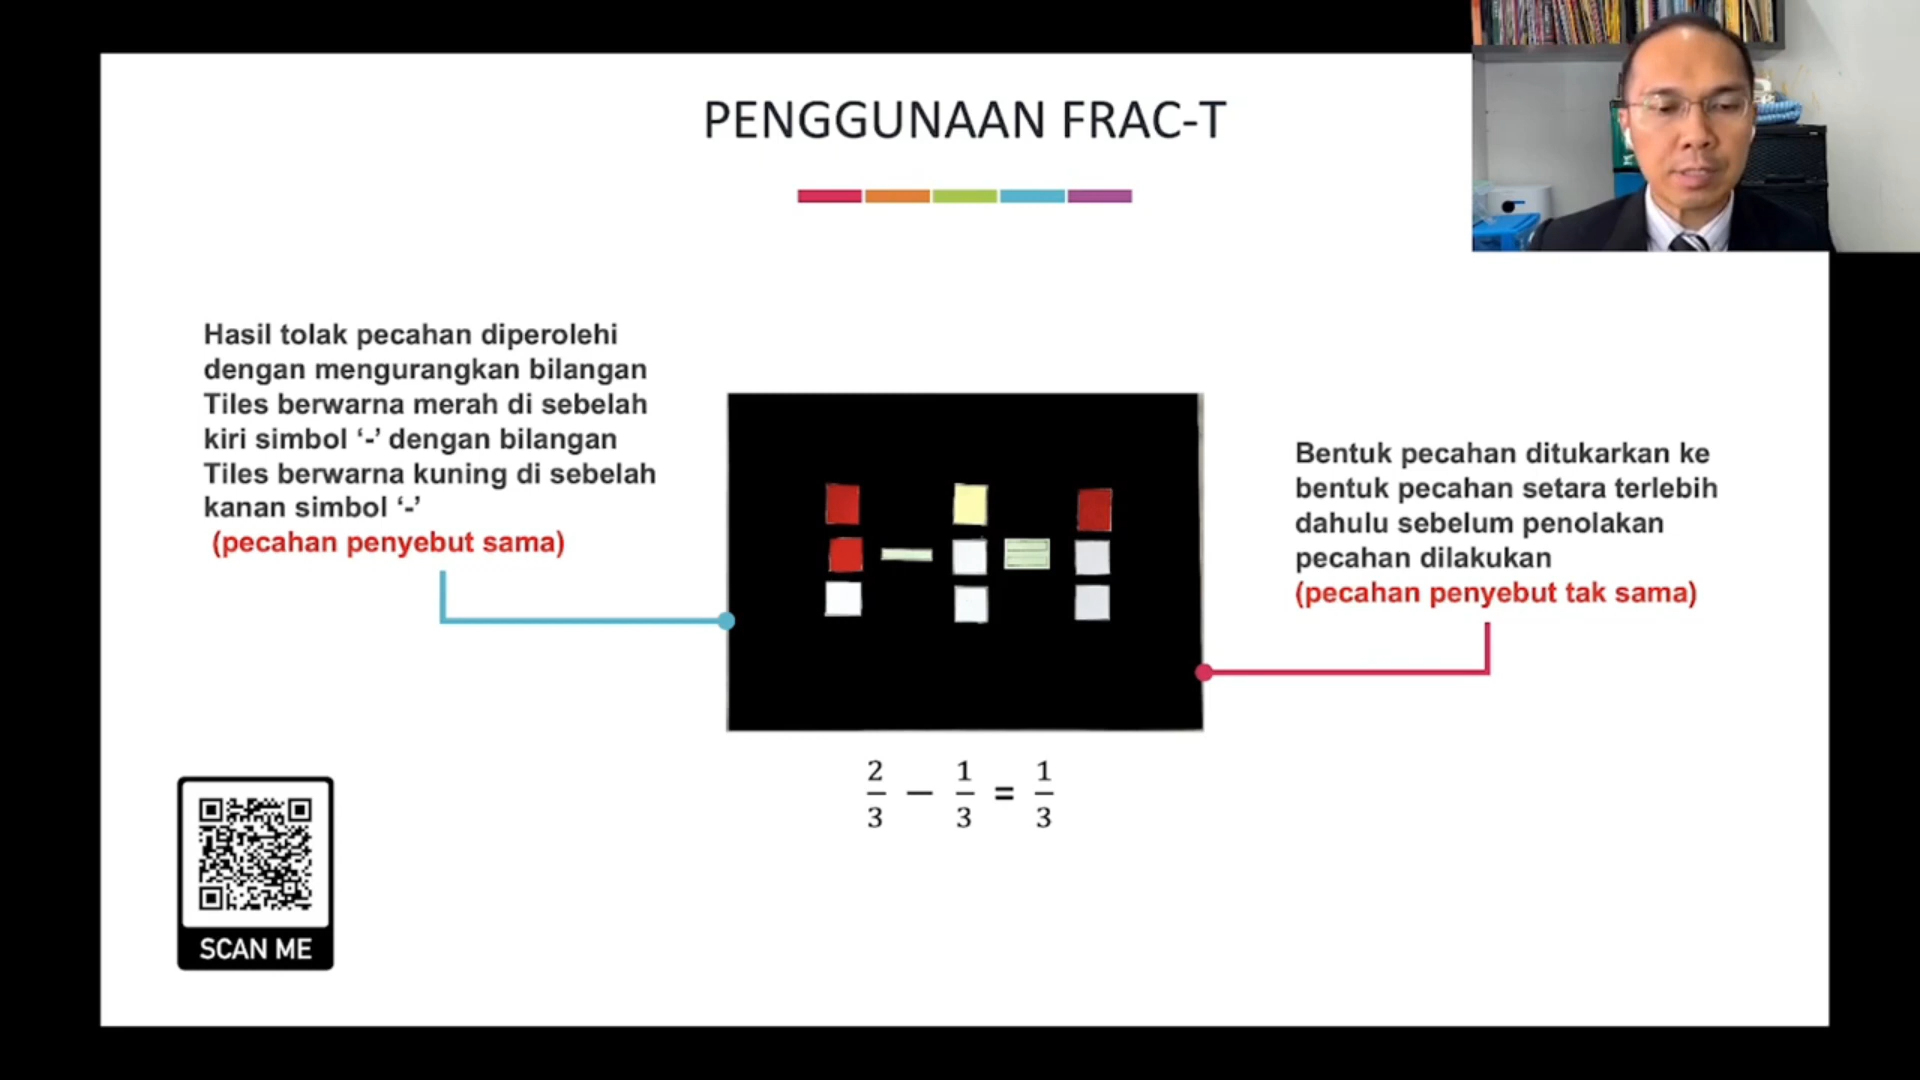 PENGGUNAAN FRAC-T
Hasil tolak pecahan diperolehi
dengan mengurangkan bilangan
Tiles berwarna merah di sebelah
kiri simbol ‘-’ dengan bilangan
Tiles berwarna kuning di sebelah
kanan simbol ‘-’
(pecahan penyebut sama)
Bentuk pecahan ditukarkan ke
bentuk pecahan setara terlebih
dahulu sebelum penolakan
pecahan dilakukan
(pecahan penyebut tak sama)
2/3 − 1/3 = 1/3
SCAN ME